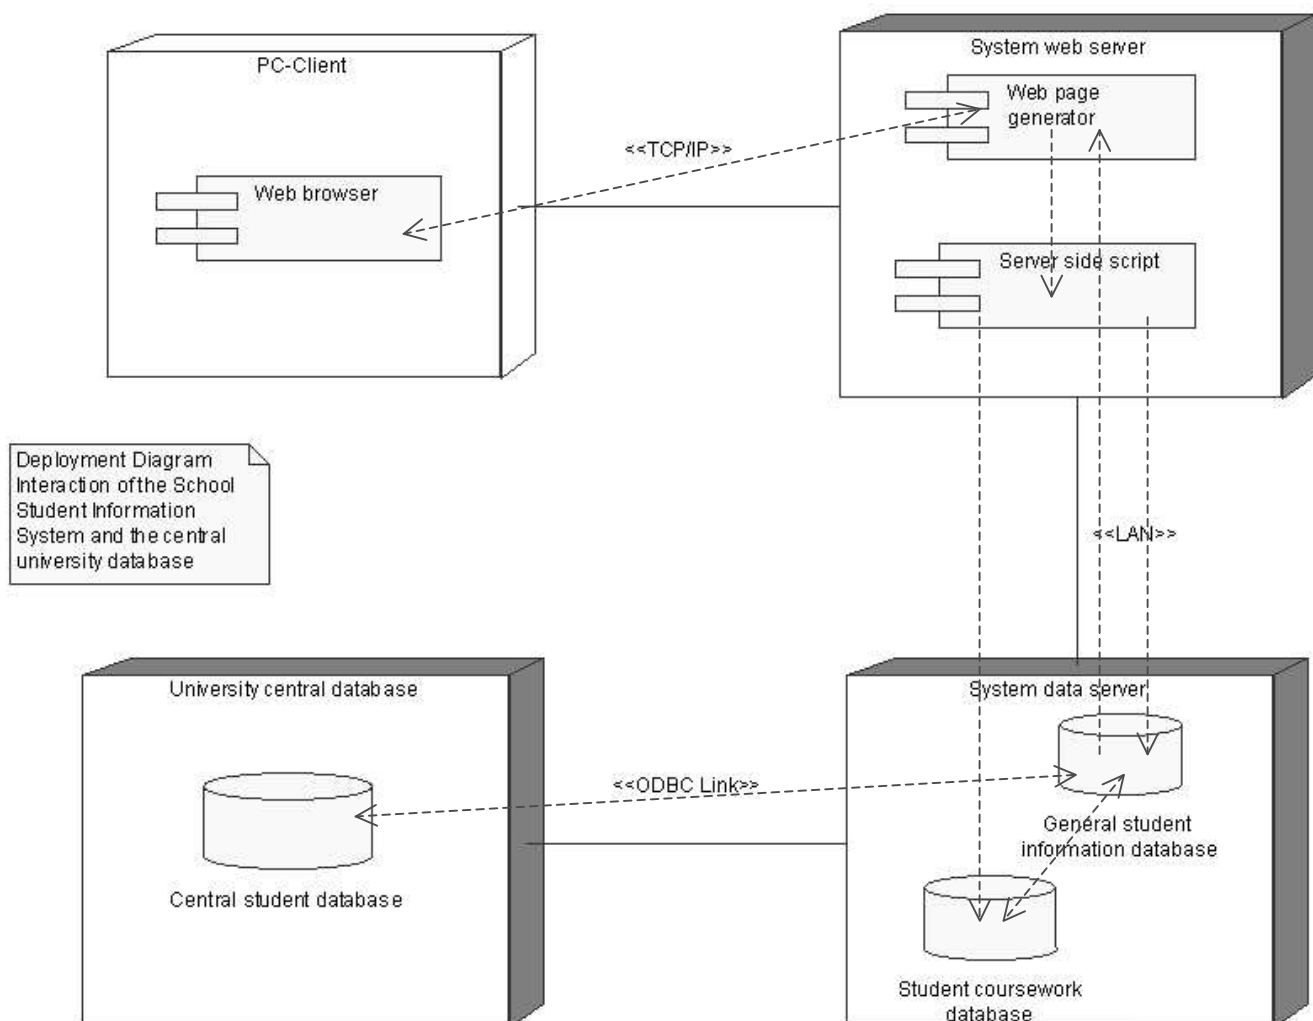 PC-Client
System web server
Web page
generator
<<TCP/IP>>
Web browser
Server side script
Deployment Diagram
Interaction of the School
Student Information
System and the central
university database
<<LAN>>
University central database
System data server
<<ODBC Link>>
General student
information database
Central student database
Student coursework
database